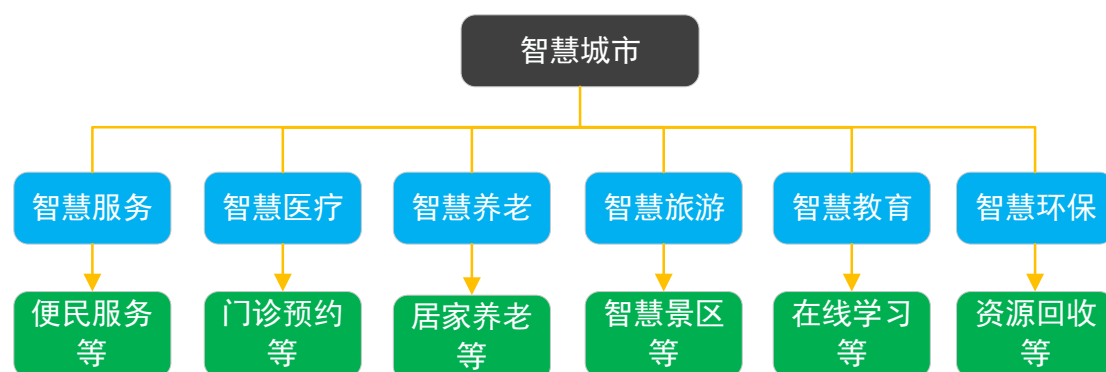 智慧城市
智慧服务
智慧医疗
智慧养老
智慧旅游
智慧教育
智慧环保
便民服务
等
门诊预约
等
居家养老
等
智慧景区
等
在线学习
等
资源回收
等